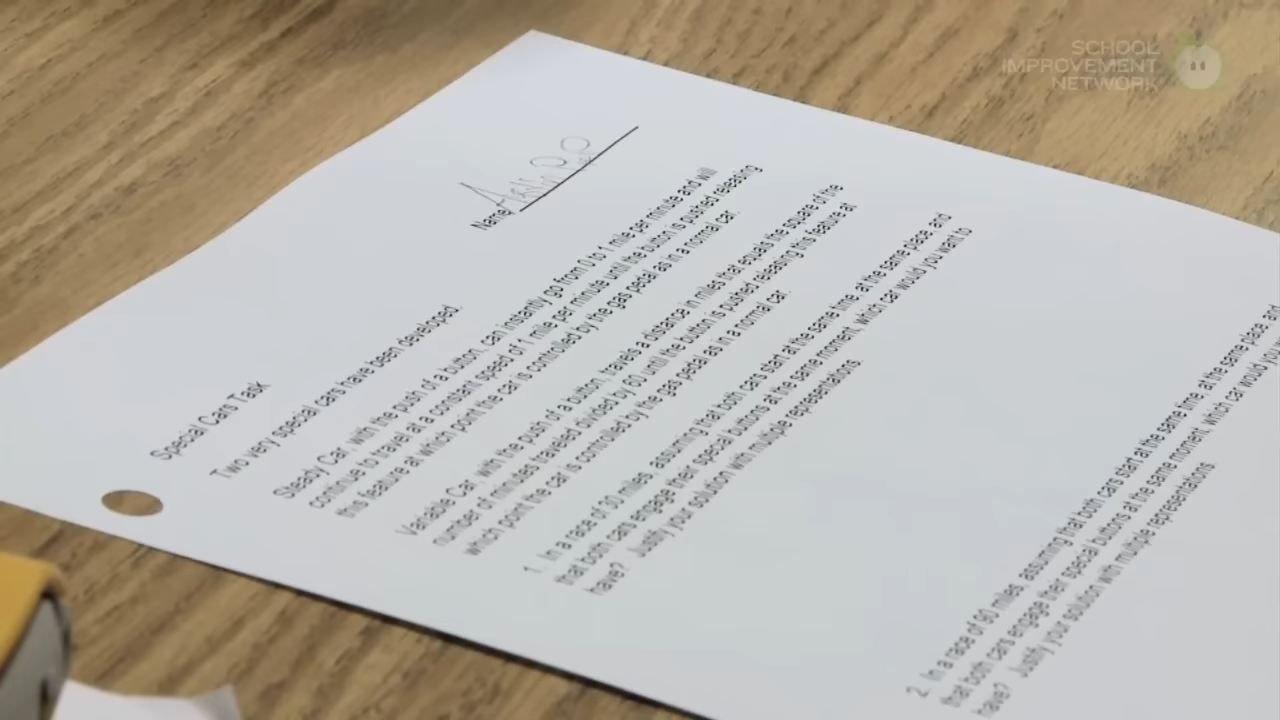 SCHOOL
IMPROVEMENT
NETWORK
Name
Special Cars Task
Two very special cars have been developed.
Steady Car, with the push of a button, can instantly go from 0 to 1 mile per minute and will
continue to travel at a constant speed of 1 mile per minute until the button is pushed releasing
this feature at which point the car is controlled by the gas pedal as in a normal car.
Variable Car, with the push of a button, travels a distance in miles that equals the square of the
number of minutes traveled divided by 60 until the button is pushed releasing this feature at
which point the car is controlled by the gas pedal as in a normal car.
1. In a race of 30 miles, assuming that both cars start at the same time, at the same place, and
that both cars engage their special buttons at the same moment, which car would you want to
have? Justify your solution with multiple representations.
2. In a race of 90 miles, assuming that both cars start at the same time, at the same place, and
that both cars engage their special buttons at the same moment, which car would you
have? Justify your solution with multiple representations